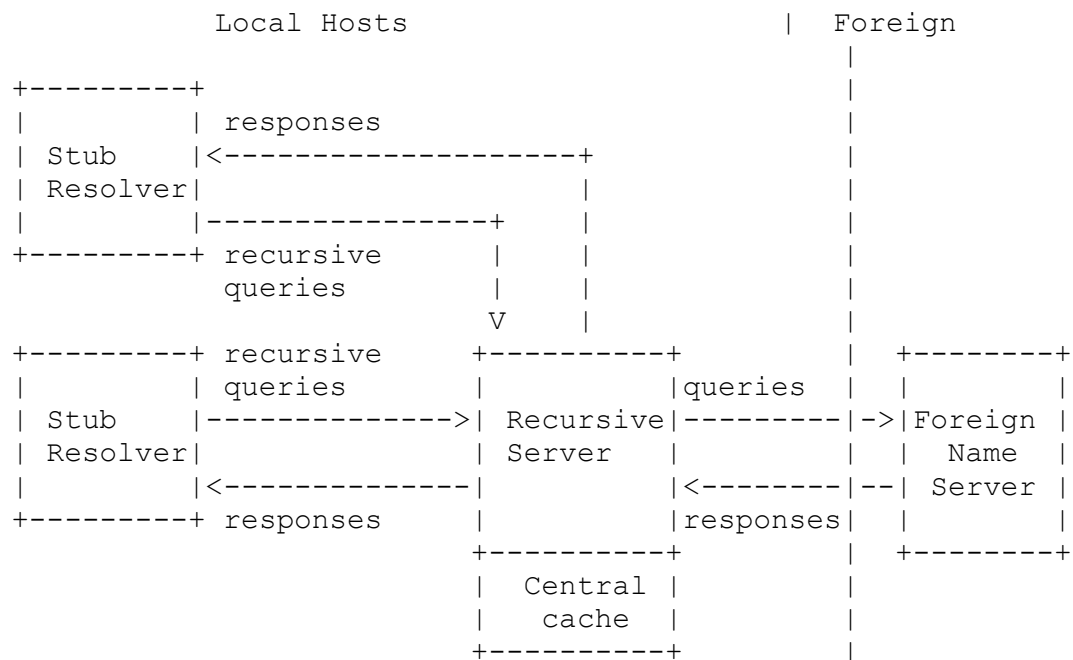 Local Hosts | Foreign
|
+---------+ |
| | responses |
| Stub |<--------------------+ |
| Resolver| | |
| |----------------+ | |
+---------+ recursive | | |
queries | | |
V | |
+---------+ recursive +----------+ | +--------+
| | queries | |queries | | |
| Stub |-------------->| Recursive|---------|->|Foreign |
| Resolver| | Server | | | Name |
| |<--------------| |<--------|--| Server |
+---------+ responses | |responses| | |
+----------+ | +--------+
| Central | |
| cache | |
+----------+ |